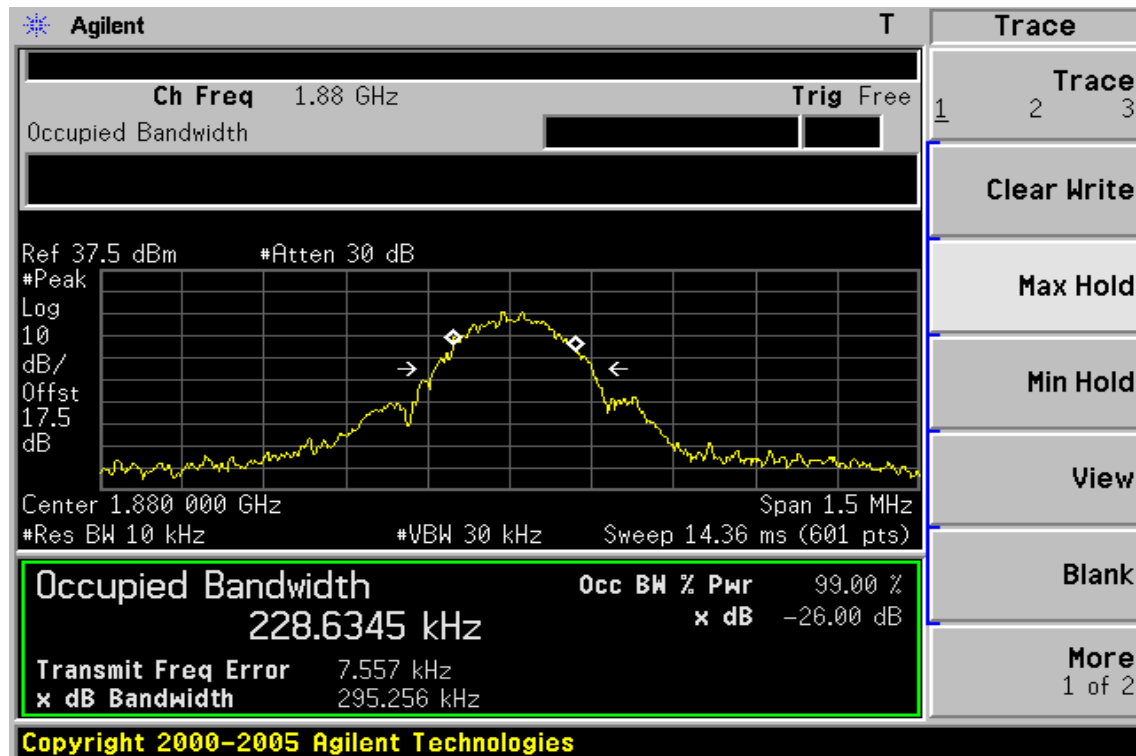 Agilent T Trace
Ch Freq 1.88 GHz Trig Free
Trace
1 2 3
Occupied Bandwidth
Clear Write
Ref 37.5 dBm #Atten 30 dB
#Peak
Log
10
dB/
Offst
17.5
dB
Max Hold
Min Hold
View
Center 1.880 000 GHz Span 1.5 MHz
#Res BW 10 kHz #VBW 30 kHz Sweep 14.36 ms (601 pts)
Blank
Occupied Bandwidth Occ BW % Pwr 99.00 %
228.6345 kHz x dB -26.00 dB
Transmit Freq Error 7.557 kHz
x dB Bandwidth 295.256 kHz
More
1 of 2
Copyright 2000-2005 Agilent Technologies